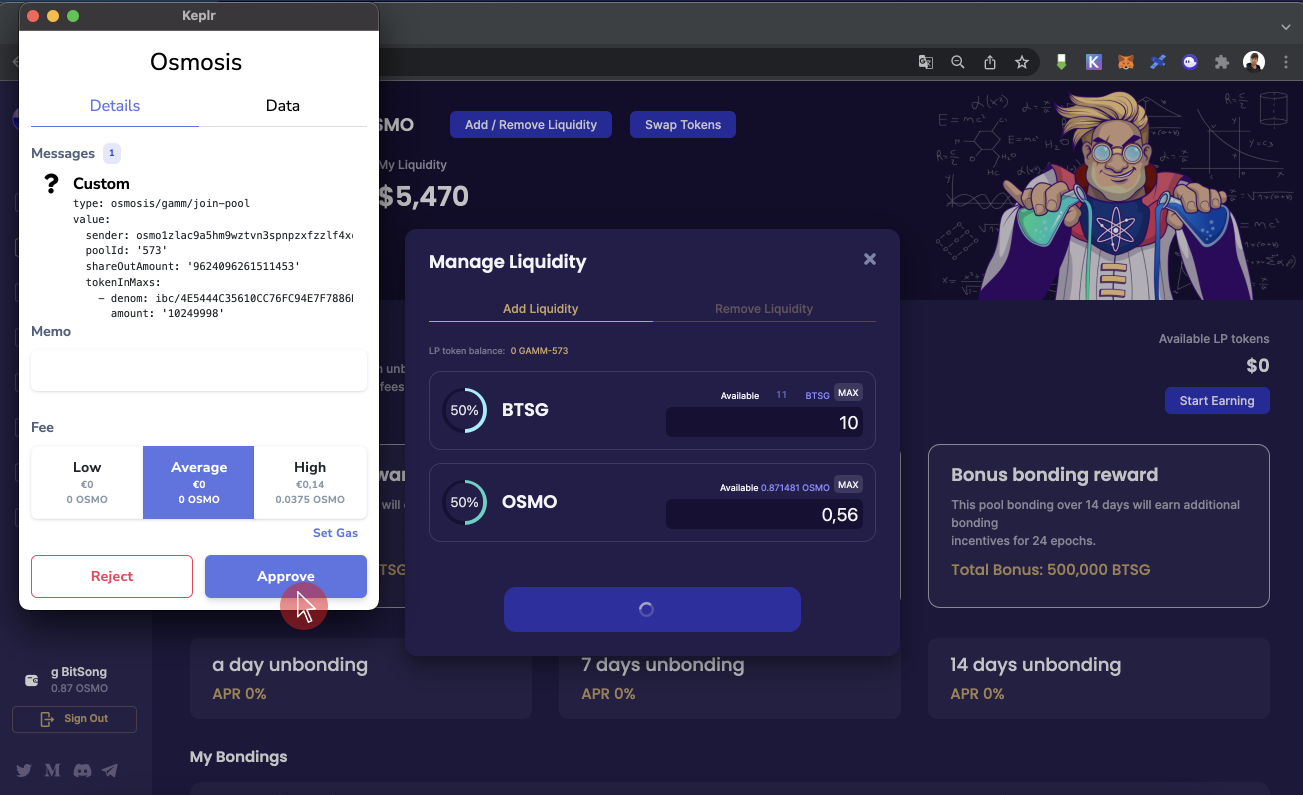 Keplr
Osmosis
Details
Data
Messages 1
?
Custom
type: osmosis/gamm/join-pool
value:
sender: osmo1zlac9a5hm9wztvn3spnpzxfzzlf4x
poolId: '573'
shareOutAmount: '9624096261511453'
tokenInMaxs:
- denom: ibc/4E5444C35610CC76FC94E7F7886
amount: '10249998'
Memo
Fee
Low
€0
0 OSMO
Average
€0
0 OSMO
High
€0,14
0.0375 OSMO
Set Gas
Reject
Approve
SMO
Add / Remove Liquidity
Swap Tokens
My Liquidity
$5,470
Manage Liquidity
Add Liquidity
Remove Liquidity
LP token balance: 0 GAMM-573
50%
BTSG
Available 11 BTSG MAX
10
50%
OSMO
Available 0.871481 OSMO MAX
0,56
Available LP tokens
$0
Start Earning
Bonus bonding reward
This pool bonding over 14 days will earn additional
bonding
incentives for 24 epochs.
Total Bonus: 500,000 BTSG
g BitSong
0.87 OSMO
Sign Out
a day unbonding
APR 0%
7 days unbonding
APR 0%
14 days unbonding
APR 0%
My Bondings